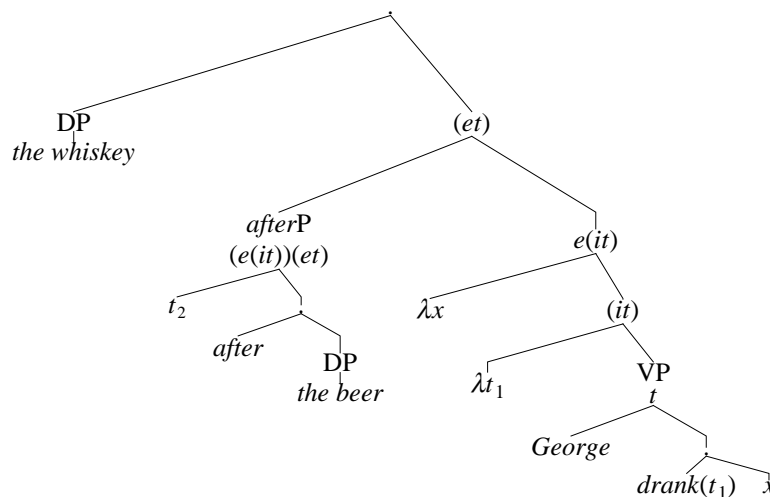 .
DP (et)
the whiskey
afterP e(it)
(e(it))(et)
t₂ . λx (it)
after DP λt₁ VP
the beer t
George .
drank(t₁) x